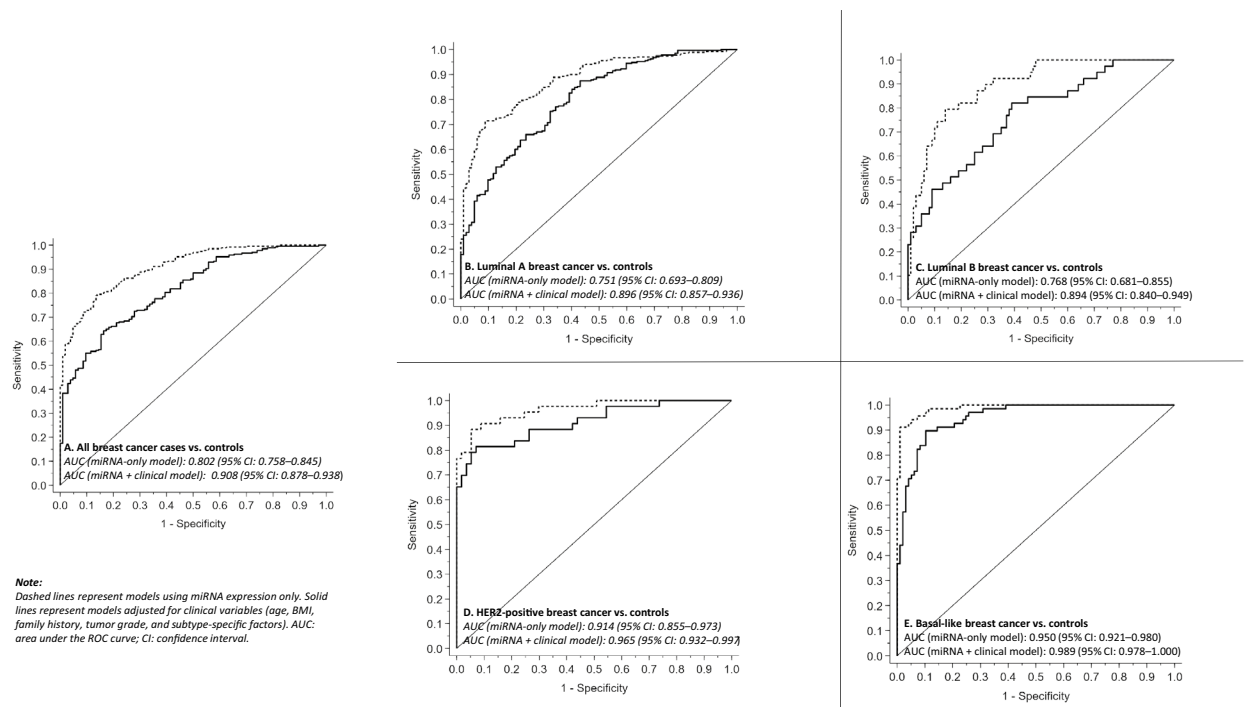 Sensitivity
1.0
0.9
0.8
0.7
0.6
0.5
0.4
0.3
0.2
0.1
0.0
A. All breast cancer cases vs. controls
AUC (miRNA-only model): 0.802 (95% CI: 0.758–0.845)
AUC (miRNA + clinical model): 0.908 (95% CI: 0.878–0.938)
0.0 0.1 0.2 0.3 0.4 0.5 0.6 0.7 0.8 0.9 1.0
1 - Specificity
Note:
Dashed lines represent models using miRNA expression only. Solid
lines represent models adjusted for clinical variables (age, BMI,
family history, tumor grade, and subtype-specific factors). AUC:
area under the ROC curve; CI: confidence interval.
Sensitivity
1.0
0.9
0.8
0.7
0.6
0.5
0.4
0.3
0.2
0.1
0.0
B. Luminal A breast cancer vs. controls
AUC (miRNA-only model): 0.751 (95% CI: 0.693–0.809)
AUC (miRNA + clinical model): 0.896 (95% CI: 0.857–0.936)
0.0 0.1 0.2 0.3 0.4 0.5 0.6 0.7 0.8 0.9 1.0
1 - Specificity
Sensitivity
1.0
0.9
0.8
0.7
0.6
0.5
0.4
0.3
0.2
0.1
0.0
C. Luminal B breast cancer vs. controls
AUC (miRNA-only model): 0.768 (95% CI: 0.681–0.855)
AUC (miRNA + clinical model): 0.894 (95% CI: 0.840–0.949)
0.0 0.1 0.2 0.3 0.4 0.5 0.6 0.7 0.8 0.9 1.0
1 - Specificity
Sensitivity
1.0
0.9
0.8
0.7
0.6
0.5
0.4
0.3
0.2
0.1
0.0
D. HER2-positive breast cancer vs. controls
AUC (miRNA-only model): 0.914 (95% CI: 0.855–0.973)
AUC (miRNA + clinical model): 0.965 (95% CI: 0.932–0.997)
0.0 0.1 0.2 0.3 0.4 0.5 0.6 0.7 0.8 0.9 1.0
1 - Specificity
Sensitivity
1.0
0.9
0.8
0.7
0.6
0.5
0.4
0.3
0.2
0.1
0.0
E. Basal-like breast cancer vs. controls
AUC (miRNA-only model): 0.950 (95% CI: 0.921–0.980)
AUC (miRNA + clinical model): 0.989 (95% CI: 0.978–1.000)
0.0 0.1 0.2 0.3 0.4 0.5 0.6 0.7 0.8 0.9 1.0
1 - Specificity